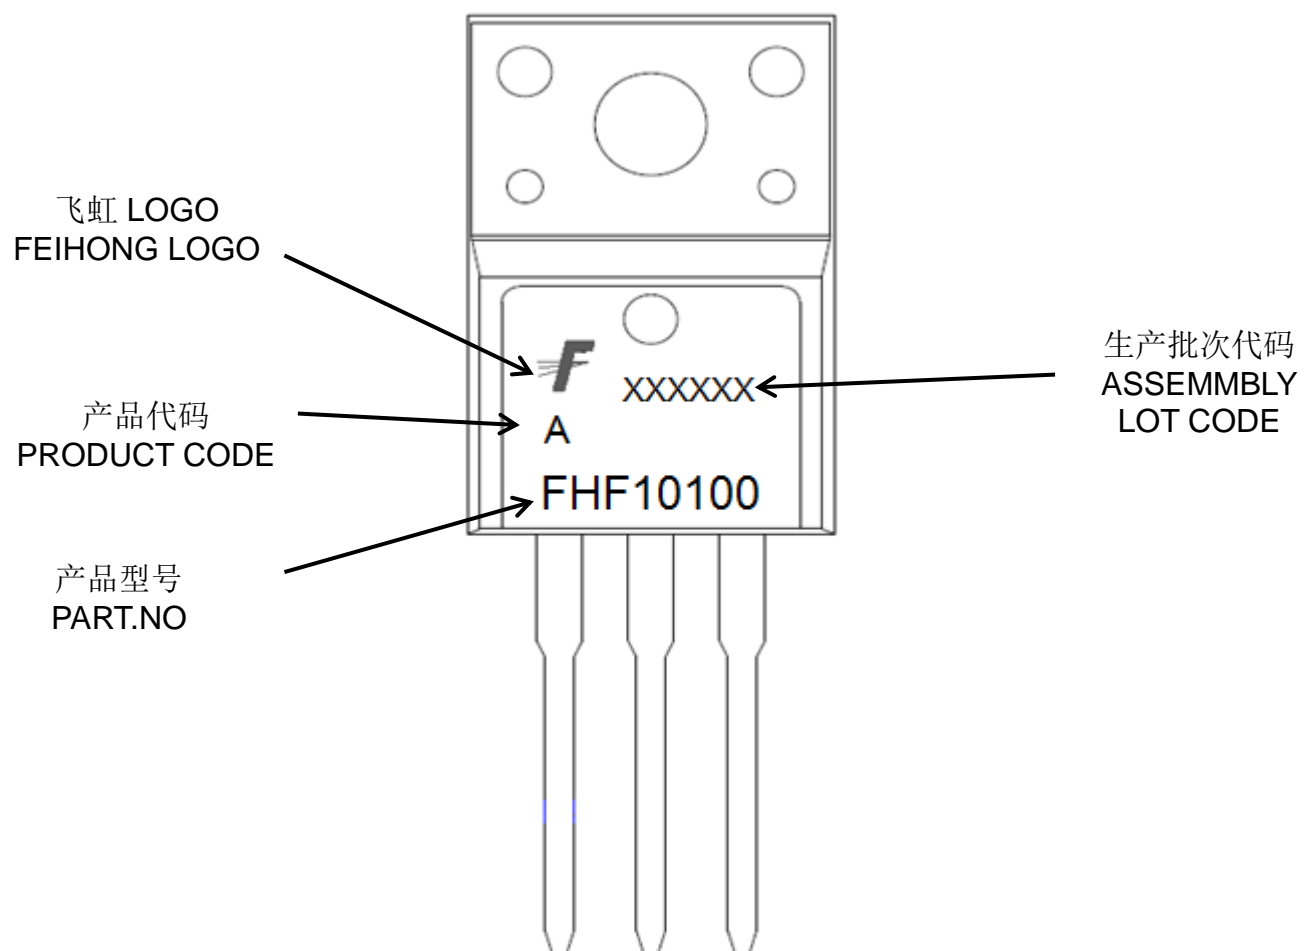 飞虹 LOGO
FEIHONG LOGO
产品代码
PRODUCT CODE
产品型号
PART.NO
F
XXXXXX
A
FHF10100
生产批次代码
ASSEMMBLY
LOT CODE